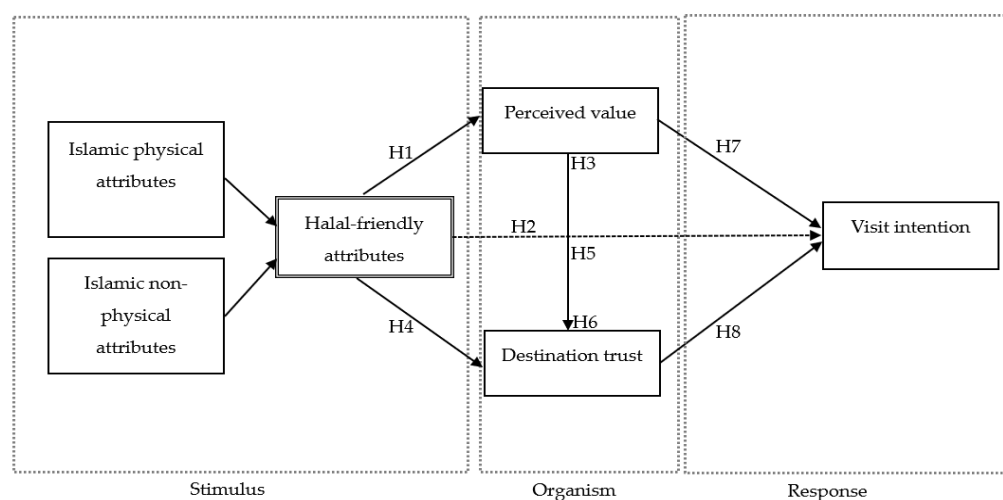 Islamic physical
attributes
Islamic non-
physical
attributes
Halal-friendly
attributes
H1
H4
H2
Perceived value
H3
H5
H6
Destination trust
H7
H8
Visit intention
Stimulus
Organism
Response